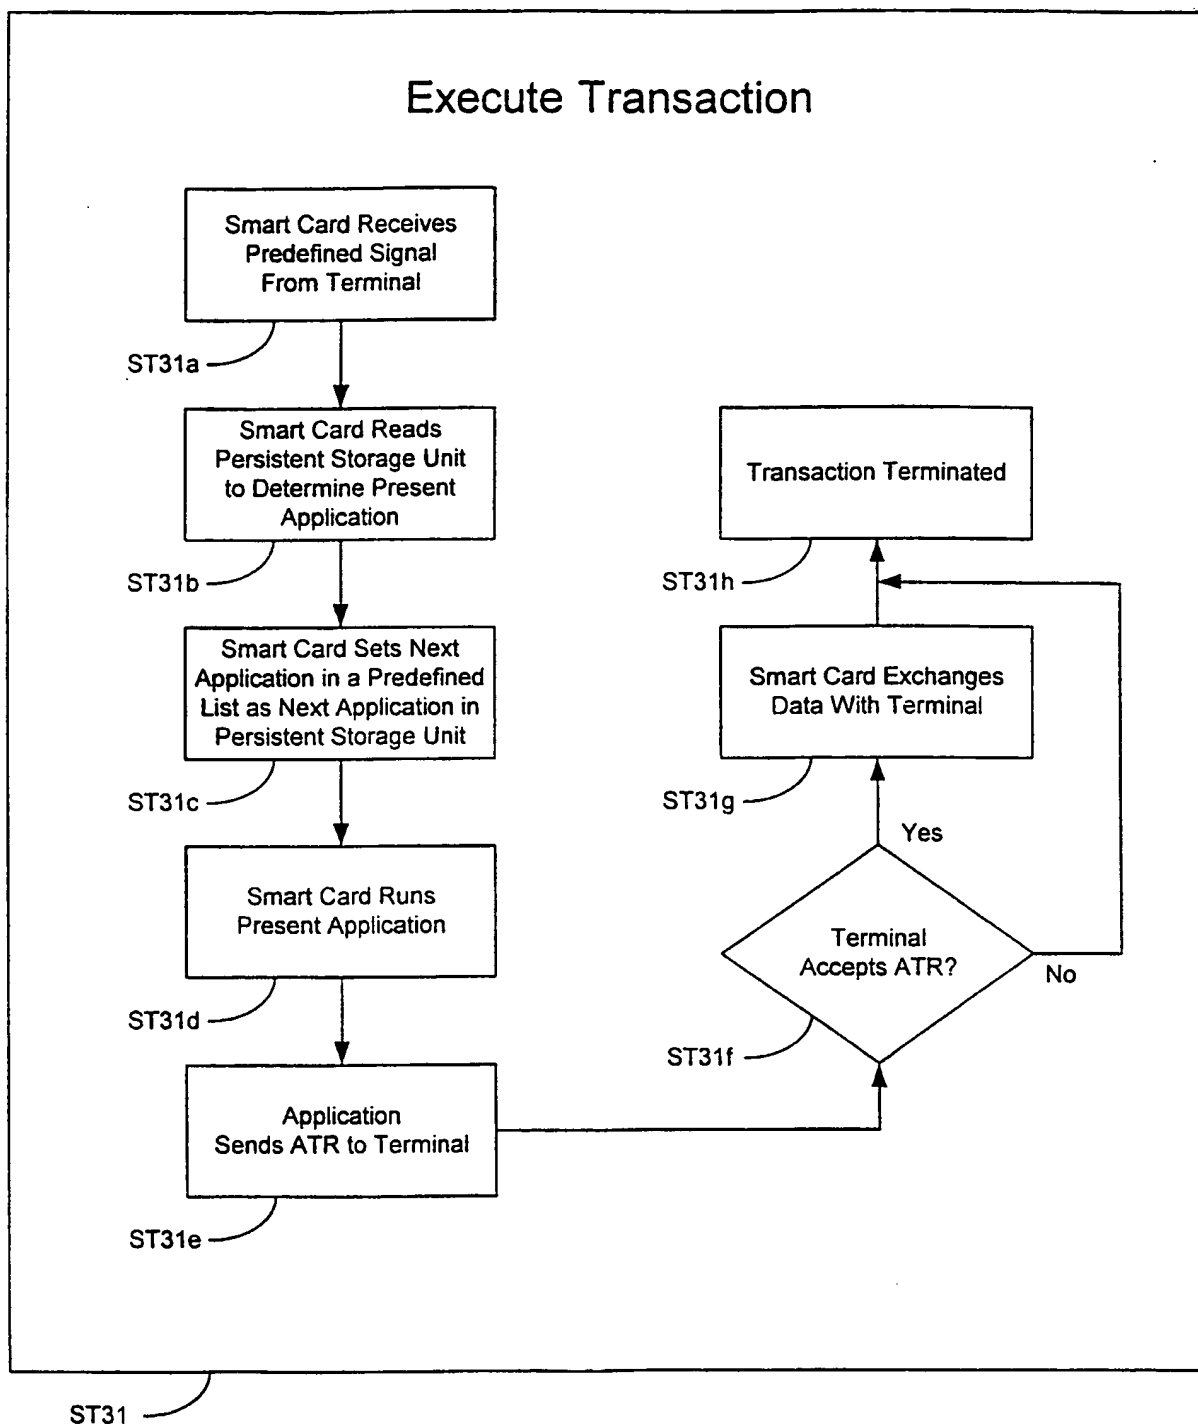 Execute Transaction
Smart Card Receives
Predefined Signal
From Terminal
ST31a
Smart Card Reads
Persistent Storage Unit
to Determine Present
Application
ST31b
Smart Card Sets Next
Application in a Predefined
List as Next Application in
Persistent Storage Unit
ST31c
Smart Card Runs
Present Application
ST31d
Application
Sends ATR to Terminal
ST31e
Transaction Terminated
ST31h
Smart Card Exchanges
Data With Terminal
ST31g
Yes
Terminal
Accepts ATR?
No
ST31f
ST31